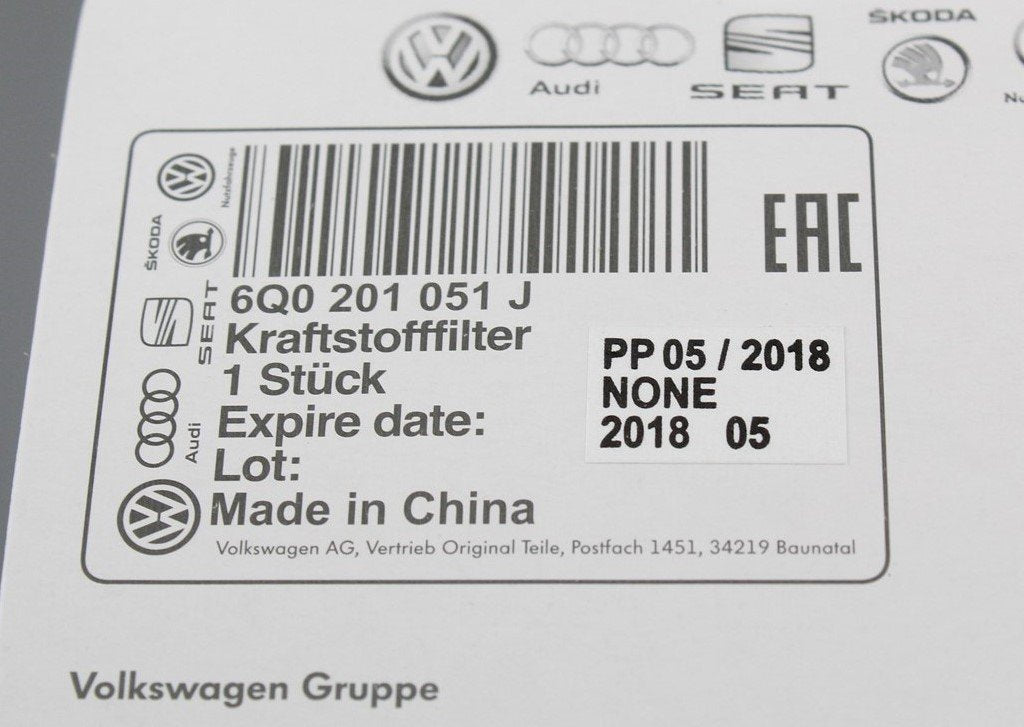 Audi
SEAT
ŠKODA
Nutzfahrzeuge
ŠKODA
SEAT
Audi
EAC
6Q0 201 051 J
Kraftstofffilter
1 Stück
Expire date:
Lot:
Made in China
PP 05 / 2018
NONE
2018 05
Volkswagen AG, Vertrieb Original Teile, Postfach 1451, 34219 Baunatal
Volkswagen Gruppe